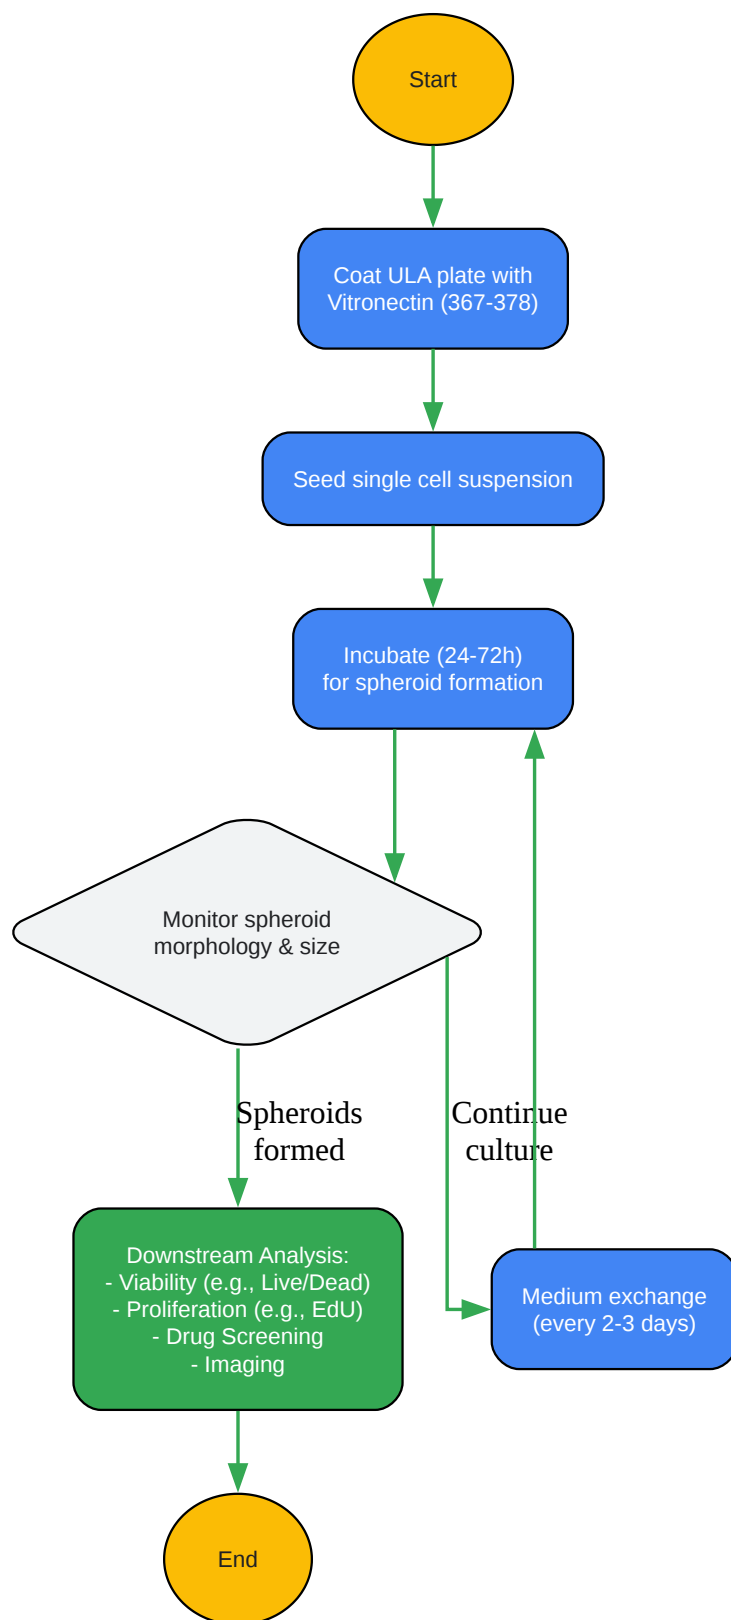 Start
Coat ULA plate with
Vitronectin (367-378)
Seed single cell suspension
Incubate (24-72h)
for spheroid formation
Monitor spheroid
morphology & size
Spheroids
formed
Continue
culture
Downstream Analysis:
- Viability (e.g., Live/Dead)
- Proliferation (e.g., EdU)
- Drug Screening
- Imaging
Medium exchange
(every 2-3 days)
End